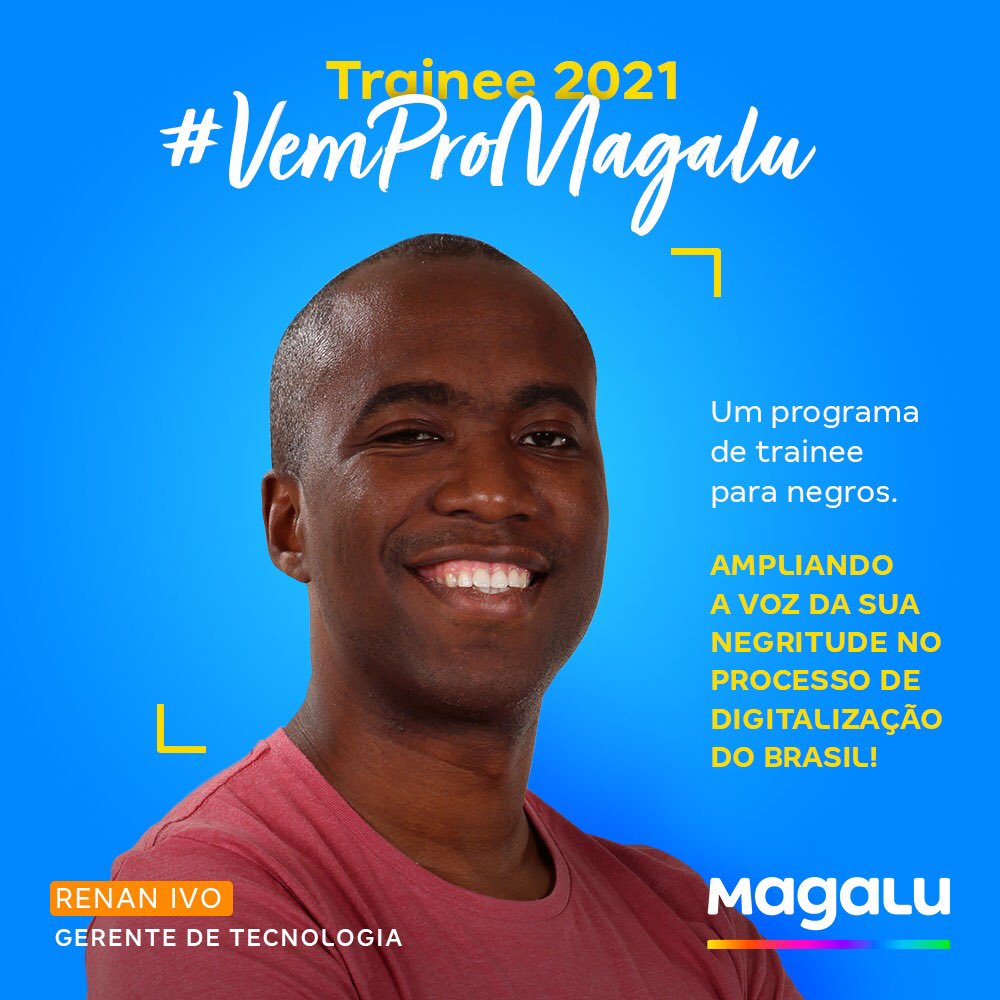 Trainee 2021
#VemProMagalu
Um programa
de trainee
para negros.
AMPLIANDO
A VOZ DA SUA
NEGRITUDE NO
PROCESSO DE
DIGITALIZAÇÃO
DO BRASIL!
RENAN IVO
GERENTE DE TECNOLOGIA
Magalu